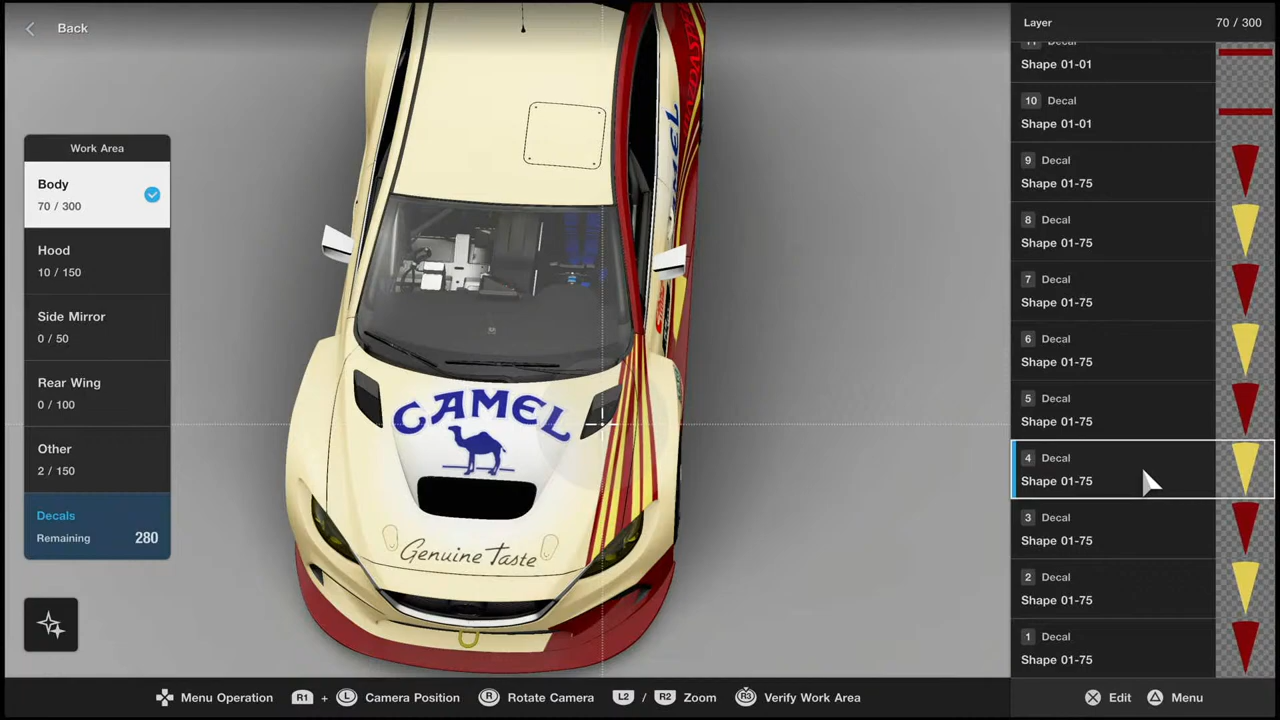 Back
Work Area
Body
70 / 300
Hood
10 / 150
Side Mirror
0 / 50
Rear Wing
0 / 100
Other
2 / 150
Decals
Remaining 280
CAMEL
CAMEL
Genuine Taste
Layer 70 / 300
11 Decal
Shape 01-01
10 Decal
Shape 01-01
9 Decal
Shape 01-75
8 Decal
Shape 01-75
7 Decal
Shape 01-75
6 Decal
Shape 01-75
5 Decal
Shape 01-75
4 Decal
Shape 01-75
3 Decal
Shape 01-75
2 Decal
Shape 01-75
1 Decal
Shape 01-75
Menu Operation R1 + L Camera Position R Rotate Camera L2 / R2 Zoom R3 Verify Work Area
Edit Menu